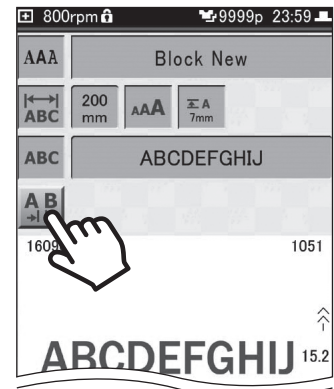 800rpm 9999p 23:59
AAA Block New
ABC 200 mm AAA A 7mm
ABC ABCDEFGHIJ
A B
1609 1051
ABCDEFGHIJ 15.2